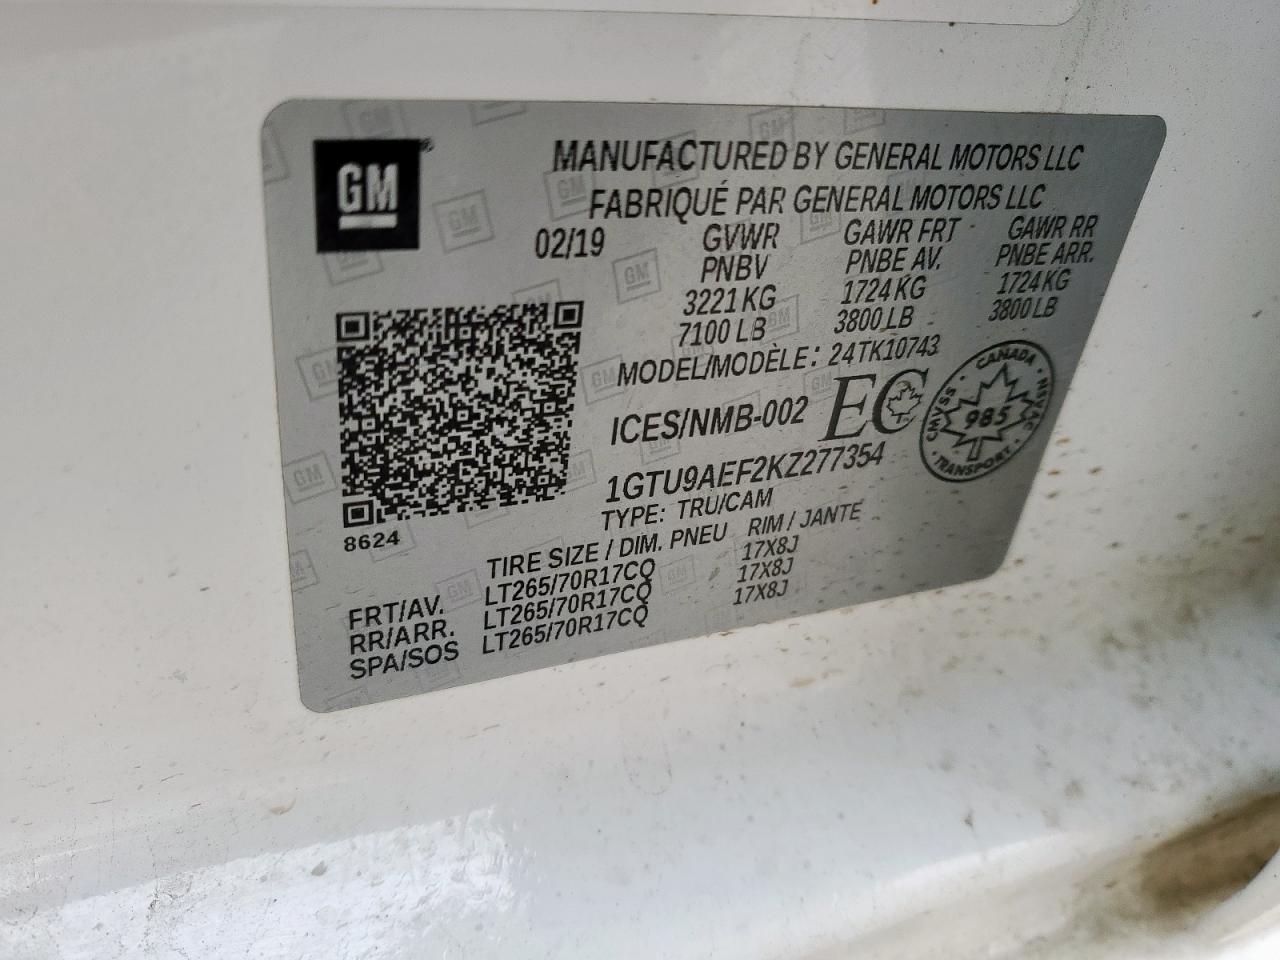 GM
MANUFACTURED BY GENERAL MOTORS LLC
FABRIQUÉ PAR GENERAL MOTORS LLC
02/19 GVWR GAWR FRT GAWR RR
PNBV PNBE AV. PNBE ARR.
3221 KG 1724 KG 1724 KG
7100 LB 3800 LB 3800 LB
MODEL/MODÈLE: 24TK10743
ICES/NMB-002 EC
CANADA
CMVSS · NSVAC
985
TRANSPORT
1GTU9AEF2KZ277354
TYPE: TRU/CAM
8624
TIRE SIZE / DIM. PNEU RIM / JANTE
FRT/AV. LT265/70R17CQ 17X8J
RR/ARR. LT265/70R17CQ 17X8J
SPA/SOS LT265/70R17CQ 17X8J